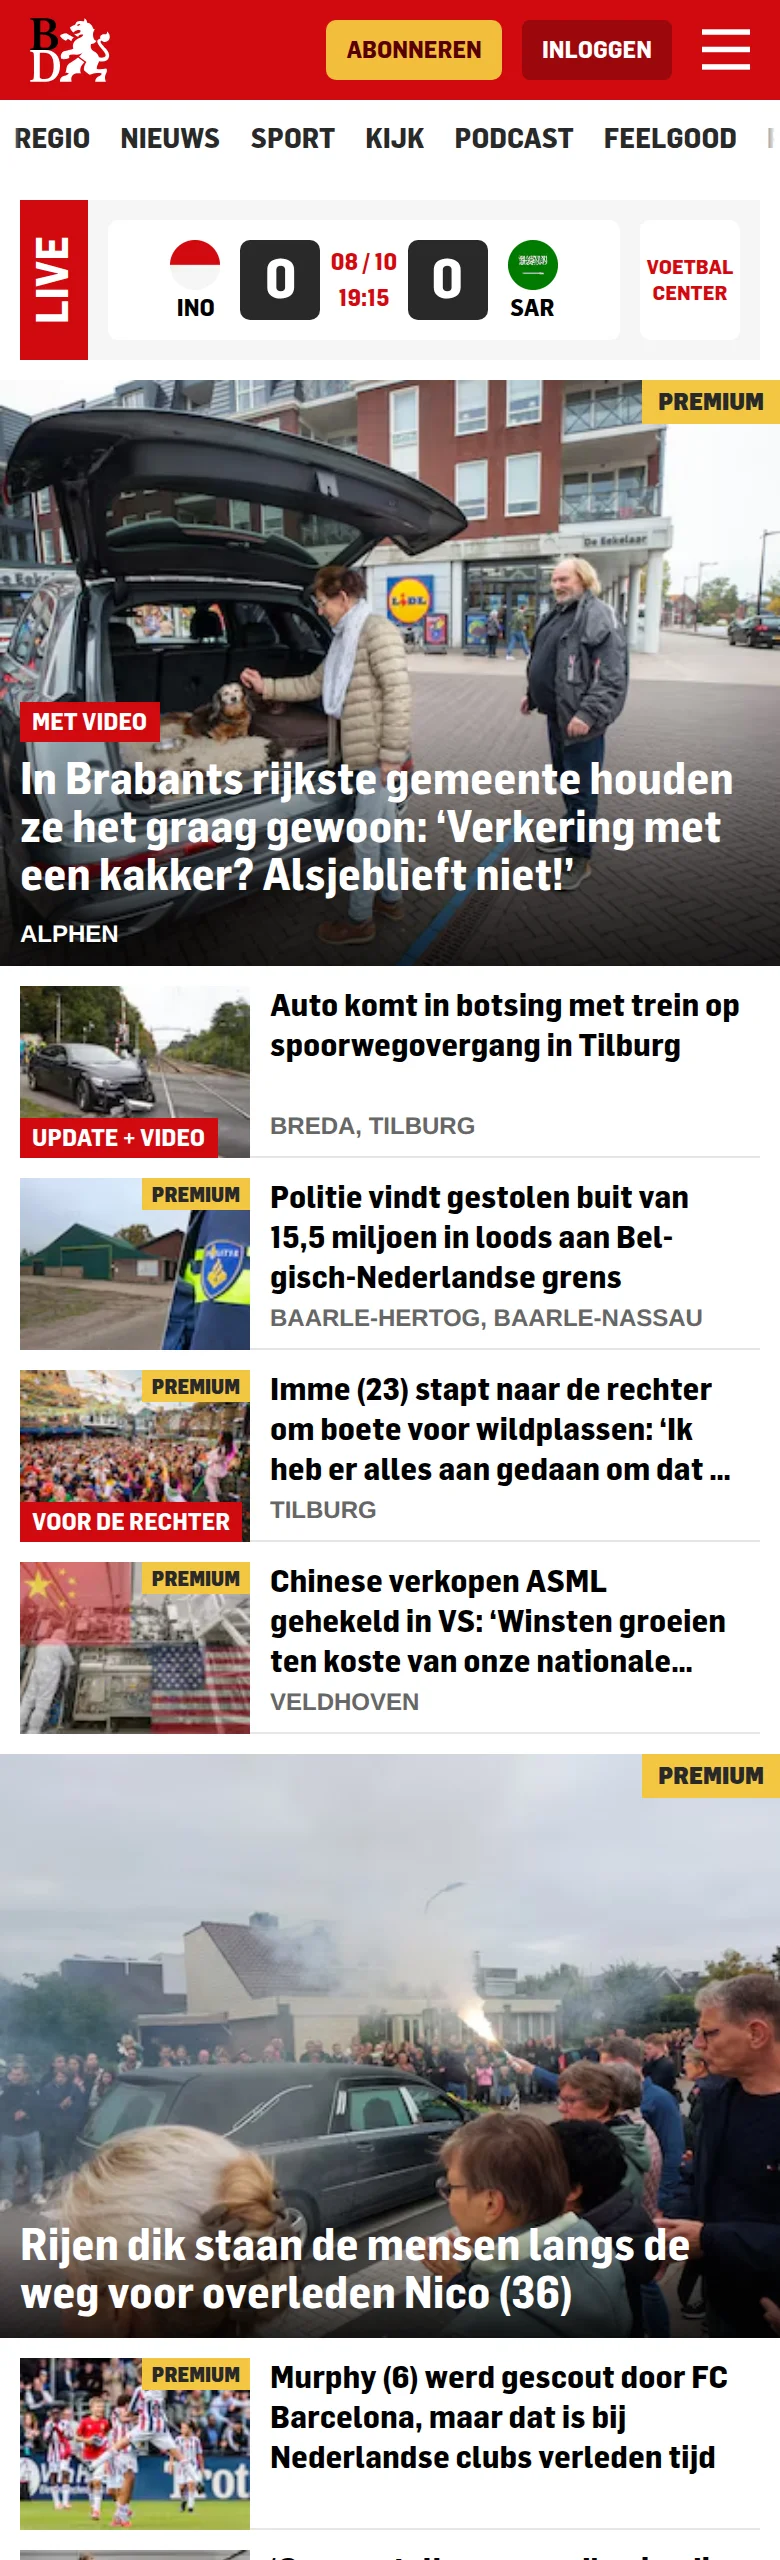 BD
ABONNEREN
INLOGGEN
REGIO NIEUWS SPORT KIJK PODCAST FEELGOOD
LIVE
INO
0
08 / 10
19:15
0
SAR
VOETBAL
CENTER
PREMIUM
De Eekelaar
LIDL
MET VIDEO
In Brabants rijkste gemeente houden
ze het graag gewoon: ‘Verkering met
een kakker? Alsjeblieft niet!’
ALPHEN
UPDATE + VIDEO
Auto komt in botsing met trein op
spoorwegovergang in Tilburg
BREDA, TILBURG
PREMIUM
POLITIE
Politie vindt gestolen buit van
15,5 miljoen in loods aan Bel-
gisch-Nederlandse grens
BAARLE-HERTOG, BAARLE-NASSAU
PREMIUM
VOOR DE RECHTER
Imme (23) stapt naar de rechter
om boete voor wildplassen: ‘Ik
heb er alles aan gedaan om dat ...
TILBURG
PREMIUM
Chinese verkopen ASML
gehekeld in VS: ‘Winsten groeien
ten koste van onze nationale...
VELDHOVEN
PREMIUM
Rijen dik staan de mensen langs de
weg voor overleden Nico (36)
PREMIUM
Trot
Murphy (6) werd gescout door FC
Barcelona, maar dat is bij
Nederlandse clubs verleden tijd